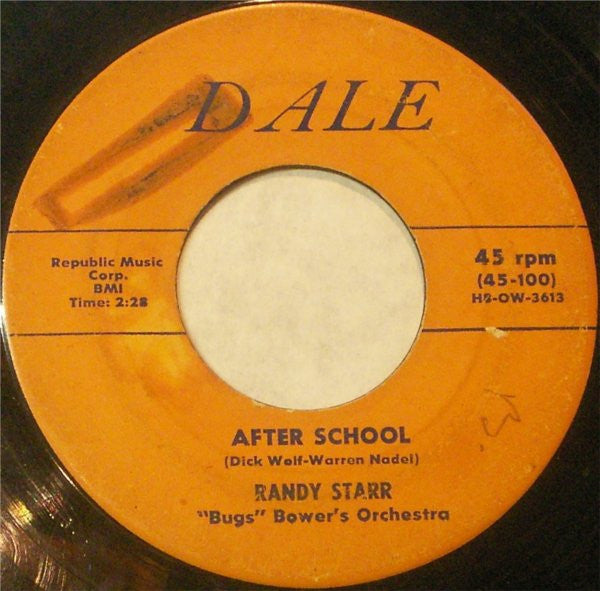 DALE
Republic Music
Corp.
BMI
Time: 2:28
45 rpm
(45-100)
H8-OW-3613
AFTER SCHOOL
(Dick Wolf-Warren Nadel)
RANDY STARR
"Bugs" Bower's Orchestra